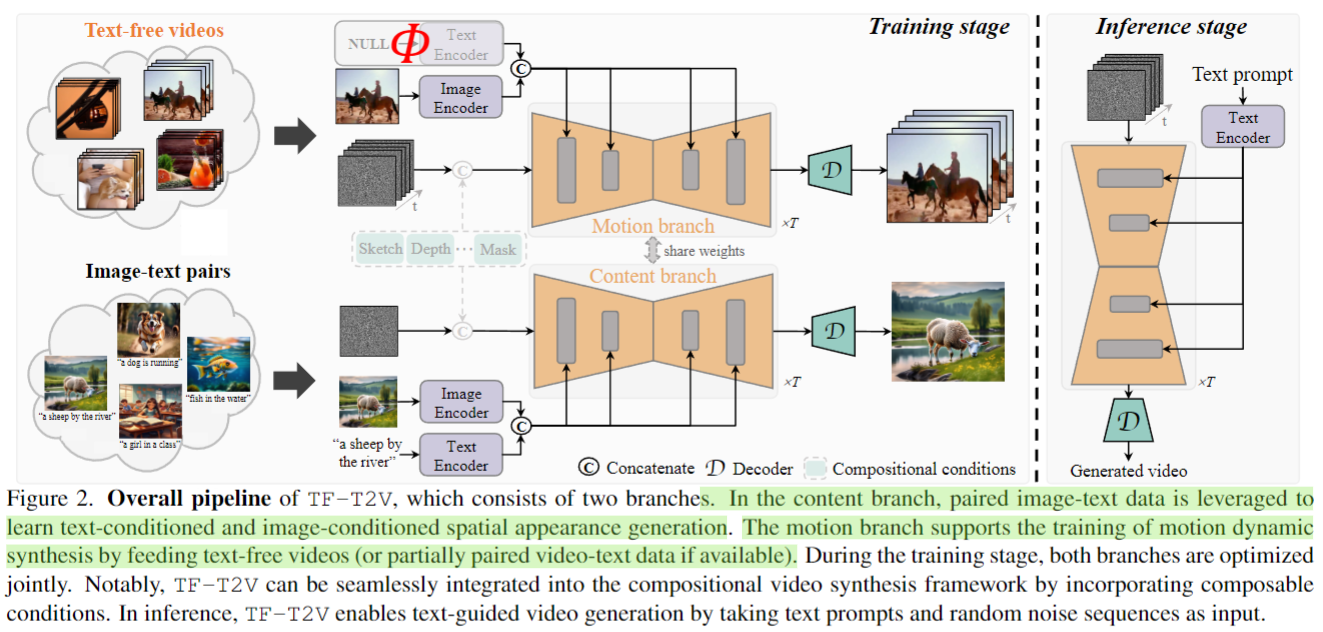 Text-free videos
Training stage
Inference stage
NULL
Φ
Text
Encoder
C
Image
Encoder
t
C
Motion branch
×T
D
t
Sketch
Depth
···
Mask
share weights
Image-text pairs
Content branch
C
×T
D
"a dog is running"
"a sheep by the river"
"fish in the water"
"a girl in a class"
Image
Encoder
"a sheep by
the river"
Text
Encoder
C
C Concatenate
D Decoder
Compositional conditions
Text prompt
t
Text
Encoder
×T
D
Generated video
Figure 2. Overall pipeline of TF-T2V, which consists of two branches. In the content branch, paired image-text data is leveraged to
learn text-conditioned and image-conditioned spatial appearance generation. The motion branch supports the training of motion dynamic
synthesis by feeding text-free videos (or partially paired video-text data if available). During the training stage, both branches are optimized
jointly. Notably, TF-T2V can be seamlessly integrated into the compositional video synthesis framework by incorporating composable
conditions. In inference, TF-T2V enables text-guided video generation by taking text prompts and random noise sequences as input.